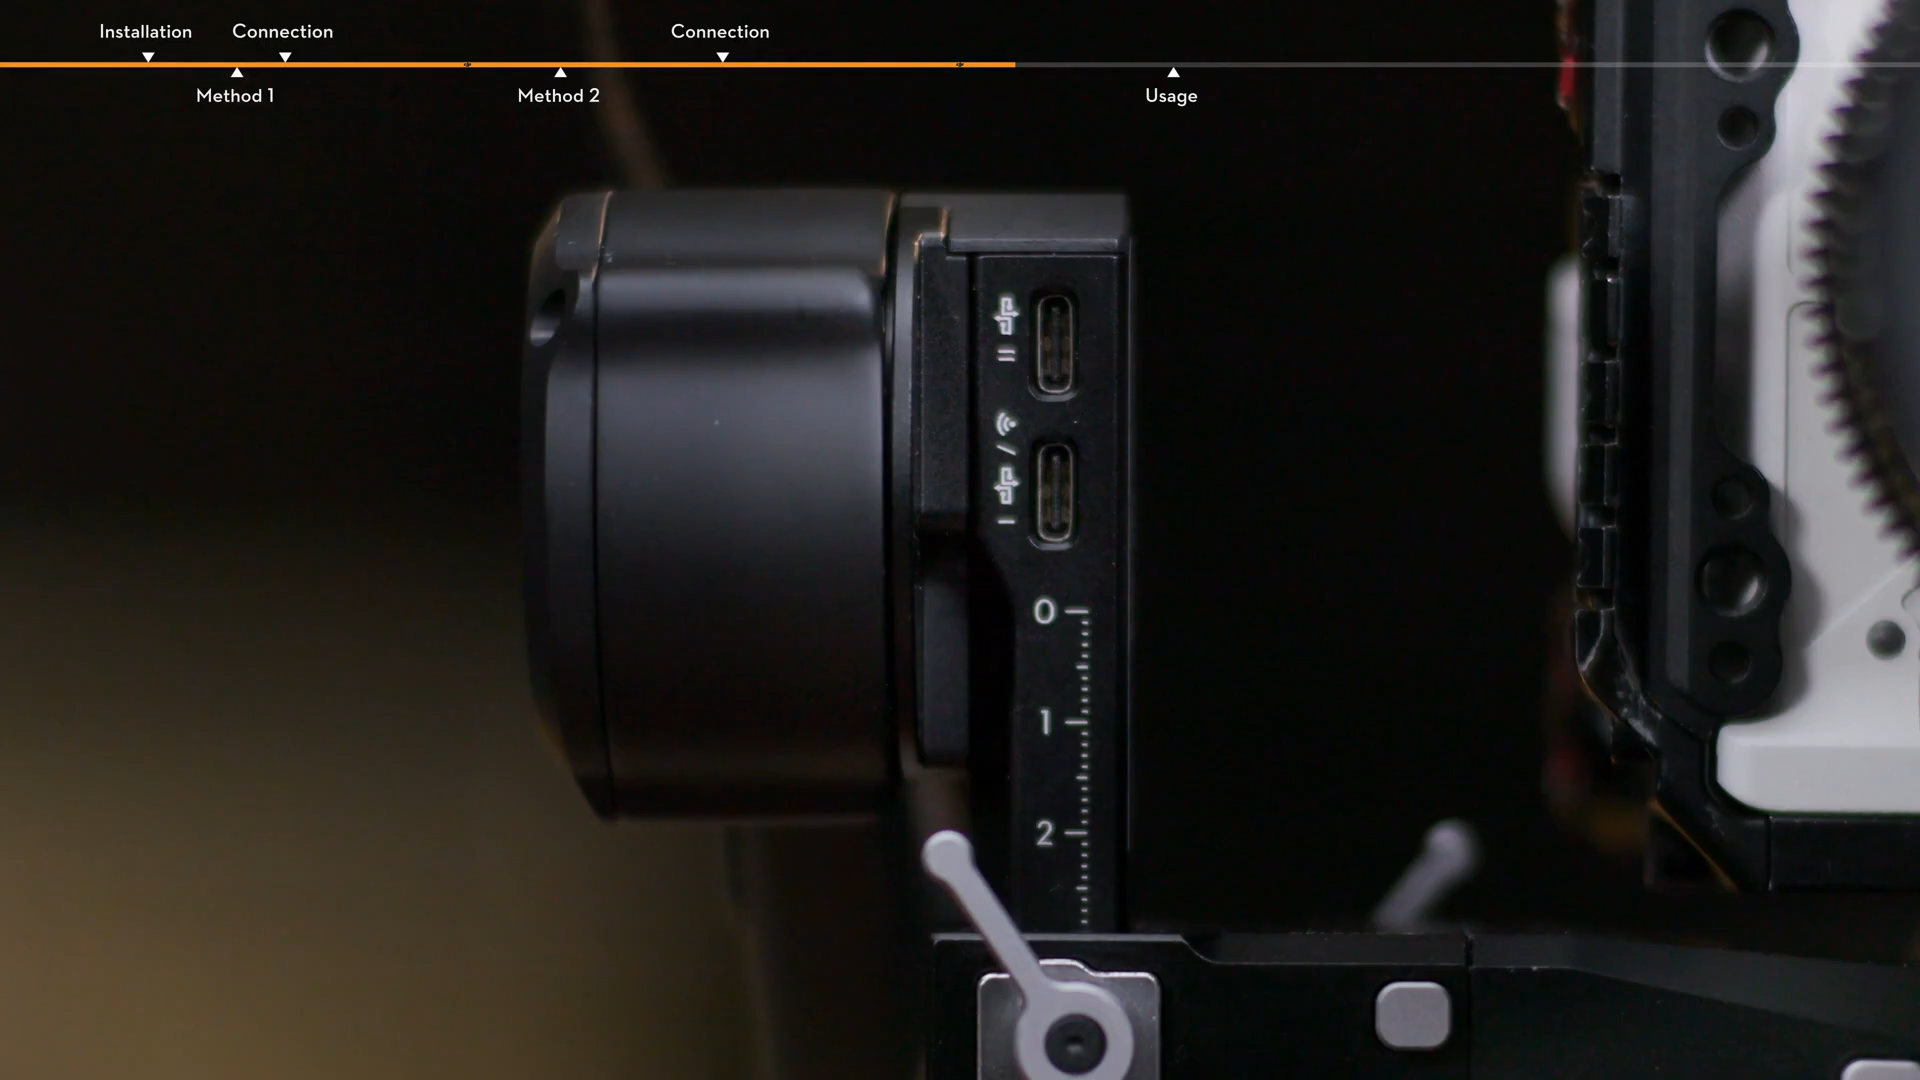 Installation
Connection
Connection
Method 1
Method 2
Usage
0
1
2